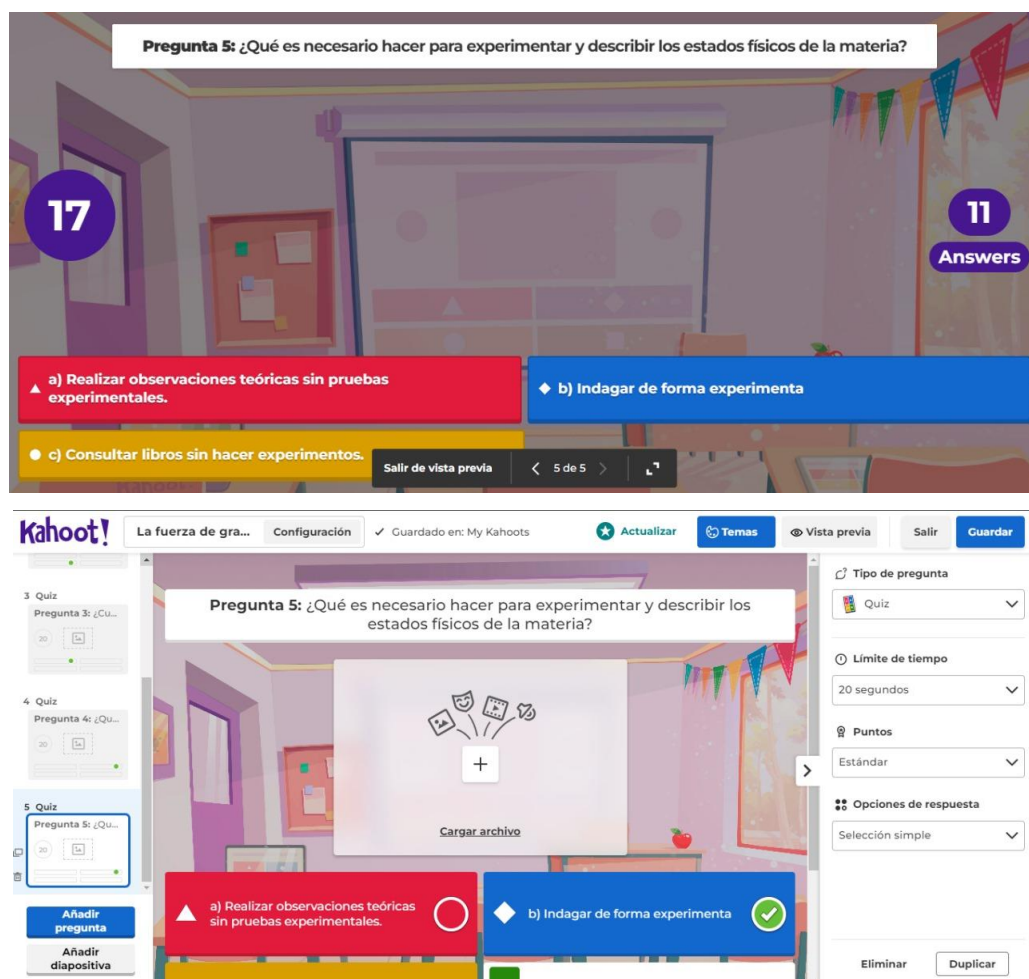 Pregunta 5: ¿Qué es necesario hacer para experimentar y describir los estados físicos de la materia?
17
11
Answers
a) Realizar observaciones teóricas sin pruebas
experimentales.
b) Indagar de forma experimenta
c) Consultar libros sin hacer experimentos.
Salir de vista previa
5 de 5
Kahoot!
La fuerza de gra...
Configuración
Guardado en: My Kahoots
Actualizar
Temas
Vista previa
Salir
Guardar
3 Quiz
Pregunta 3: ¿Cu...
20
4 Quiz
Pregunta 4: ¿Qu...
20
5 Quiz
Pregunta 5: ¿Qu...
20
Añadir
pregunta
Añadir
diapositiva
Pregunta 5: ¿Qué es necesario hacer para experimentar y describir los
estados físicos de la materia?
Cargar archivo
a) Realizar observaciones teóricas
sin pruebas experimentales.
b) Indagar de forma experimenta
Tipo de pregunta
Quiz
Límite de tiempo
20 segundos
Puntos
Estándar
Opciones de respuesta
Selección simple
Eliminar
Duplicar